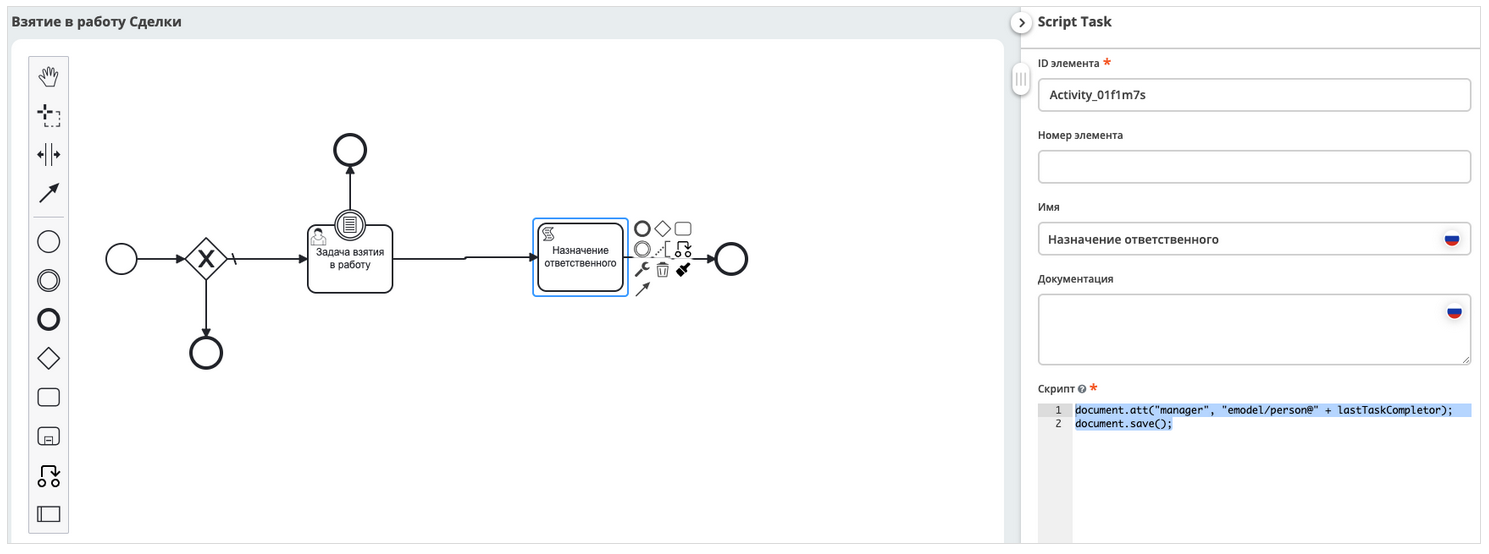 Взятие в работу Сделки
Задача взятия
в работу
Назначение
ответственного
Script Task
ID элемента *
Activity_01f1m7s
Номер элемента
Имя
Назначение ответственного
Документация
Скрипт ? *
1 document.att("manager", "emodel/person@" + lastTaskCompletor);
2 document.save();